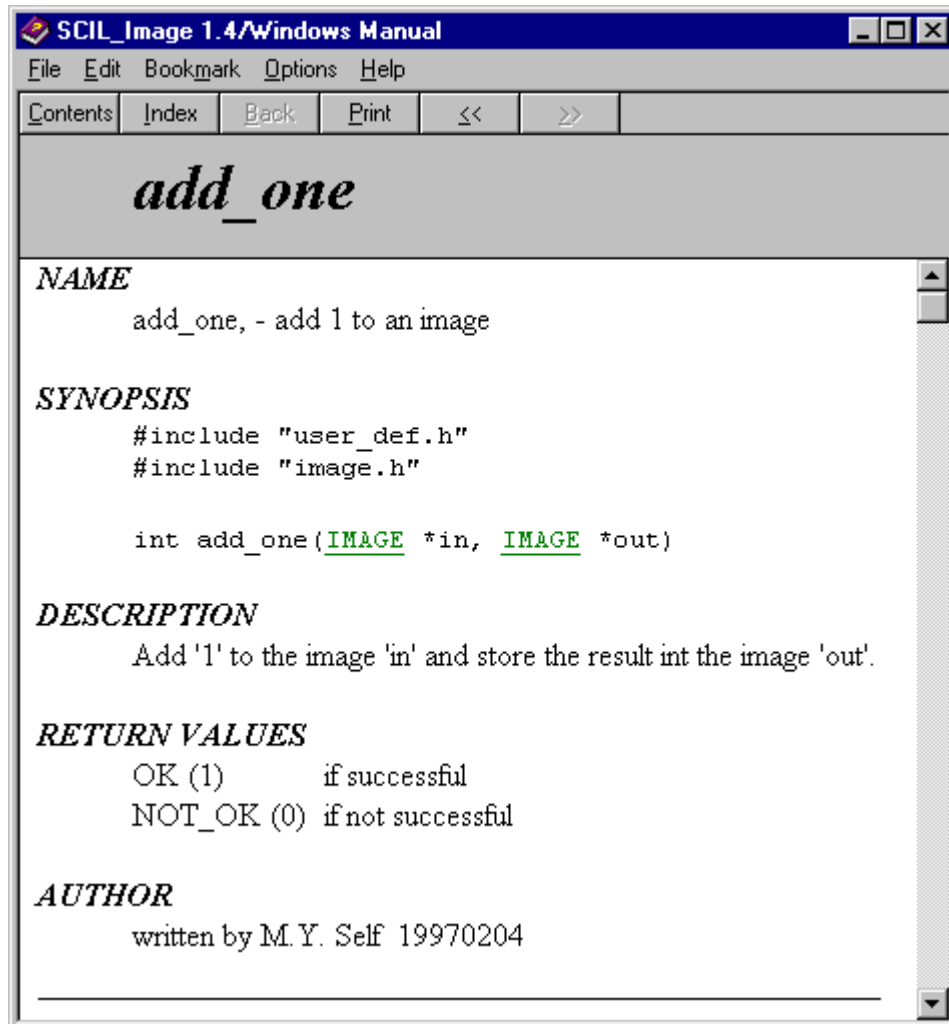 SCIL_Image 1.4/Windows Manual
File Edit Bookmark Options Help
Contents Index Back Print << >>
add_one
NAME
add_one, - add 1 to an image
SYNOPSIS
#include "user_def.h"
#include "image.h"
int add_one(IMAGE *in, IMAGE *out)
DESCRIPTION
Add '1' to the image 'in' and store the result int the image 'out'.
RETURN VALUES
OK (1) if successful
NOT_OK (0) if not successful
AUTHOR
written by M.Y. Self 19970204